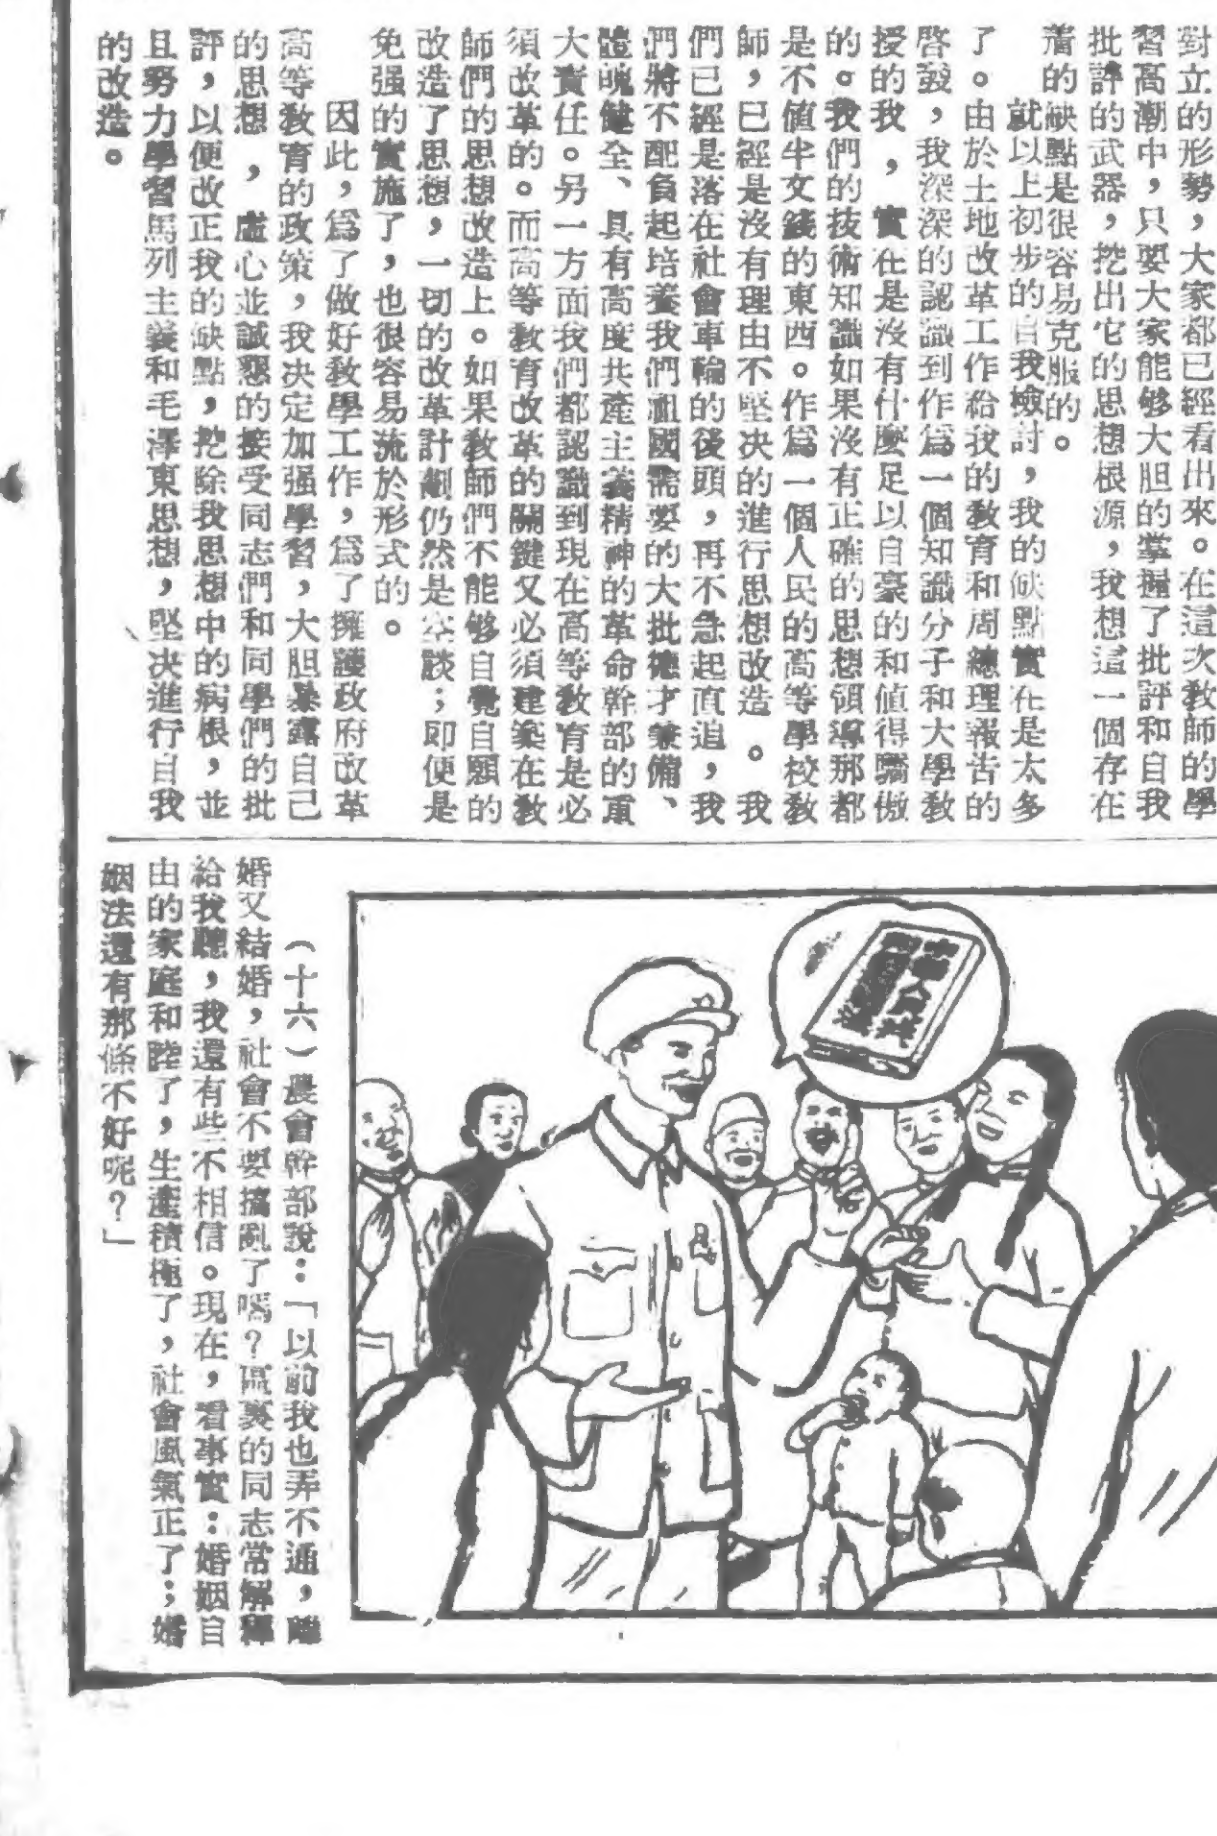 對立的形勢，大家都已經看出來。在這次教師的學
習高潮中，只要大家能够大胆的掌握了批評和自我
批評的武器，挖出它的思想根源，我想這一個存在
着的缺點是很容易克服的。
就以上初步的自我檢討，我的缺點實在是太多
了。由於土地改革工作給我的教育和周總理報告的
啓發，我深深的認識到作爲一個知識分子和大學教
授的我，實在是沒有什麼足以自豪的和值得驕傲
的。我們的技術知識如果沒有正確的思想領導那都
是不值半文錢的東西。作爲一個人民的高等學校教
師，已經是沒有理由不堅决的進行思想改造。我
們已經是落在社會車輪的後頭，再不急起直追，我
們將不配負起培養我們祖國需要的大批德才兼備、
體魄健全、具有高度共產主義精神的革命幹部的重
大責任。另一方面我們都認識到現在高等教育是必
須改革的。而高等教育改革的關鍵又必須建築在教
師們的思想改造上。如果教師們不能够自覺自願的
改造了思想，一切的改革計劃仍然是空談；即便是
免强的實施了，也很容易流於形式的。
因此，爲了做好教學工作，爲了擁護政府改革
高等教育的政策，我决定加强學習，大胆暴露自己
的思想，虛心並誠懇的接受同志們和同學們的批
評，以便改正我的缺點，挖除我思想中的病根，並
且努力學習馬列主義和毛澤東思想，堅决進行自我
的改造。
中華人民共
和國婚姻法
（十六）農會幹部說：「以前我也弄不通，離
婚又結婚，社會不要搞亂了嗎？區裏的同志常解釋
給我聽，我還有些不相信。現在，看事實：婚姻自
由的家庭和睦了，生產積極了，社會風氣正了；婚
姻法還有那條不好呢？」